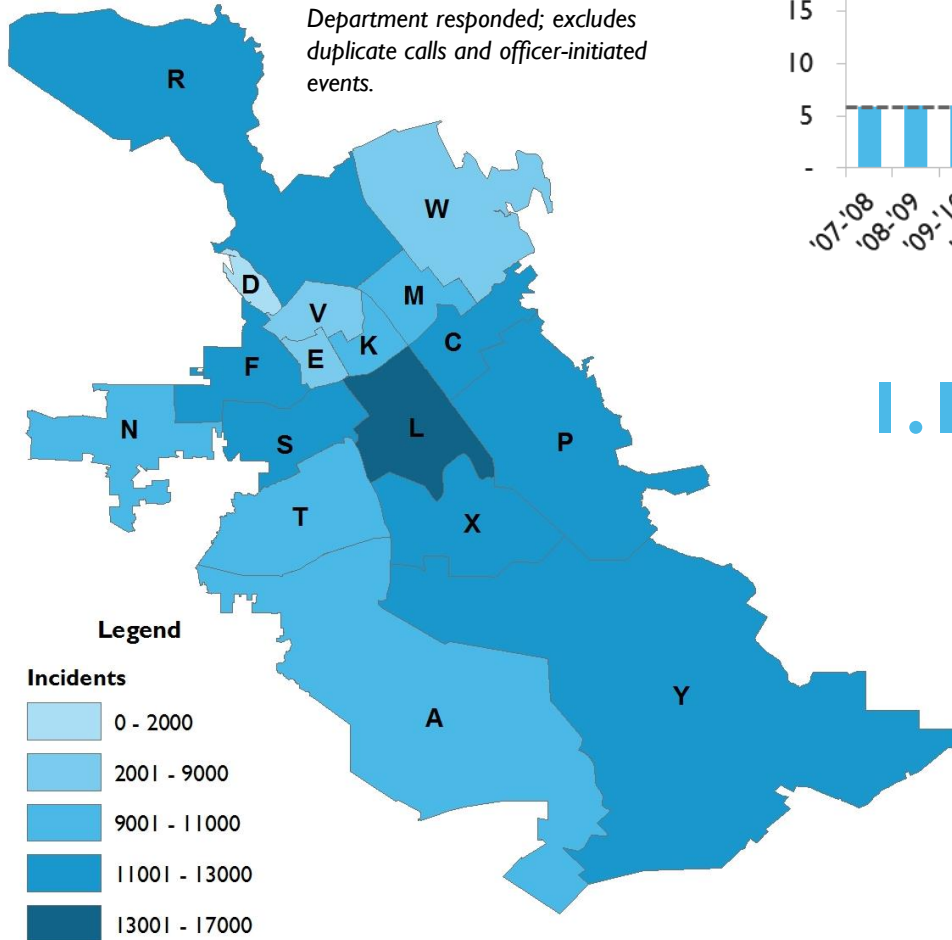 Department responded; excludes
duplicate calls and officer-initiated
events.
15
10
5
-
'07-'08
'08-'09
R
W
D
M
V
K
C
E
F
N
L
P
S
T
X
A
Y
Legend
Incidents
0 - 2000
2001 - 9000
9001 - 11000
11001 - 13000
13001 - 17000